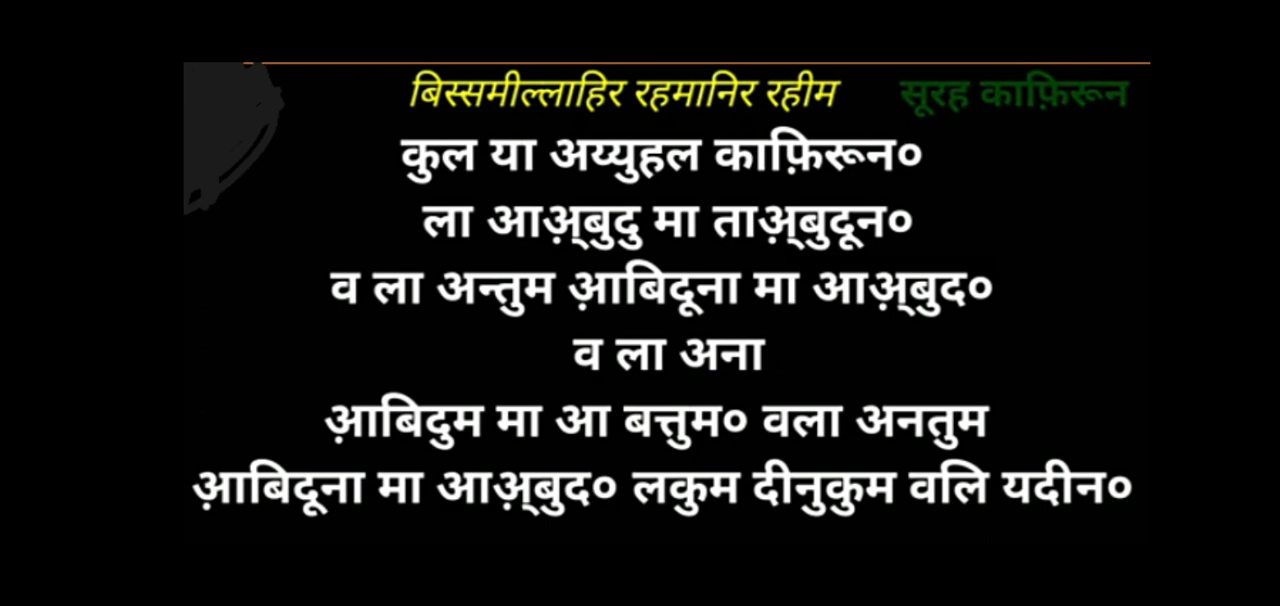 बिस्समील्लाहिर रहमानिर रहीम सूरह काफ़िरून
कुल या अय्युहल काफ़िरून०
ला आअ़्बुदु मा ताअ़्बुदून०
व ला अन्तुम आ़बिदूना मा आअ़्बुद०
व ला अना
आ़बिदुम मा आ बत्तुम० वला अनतुम
आ़बिदूना मा आअ़्बुद० लकुम दीनुकुम वलि यदीन०